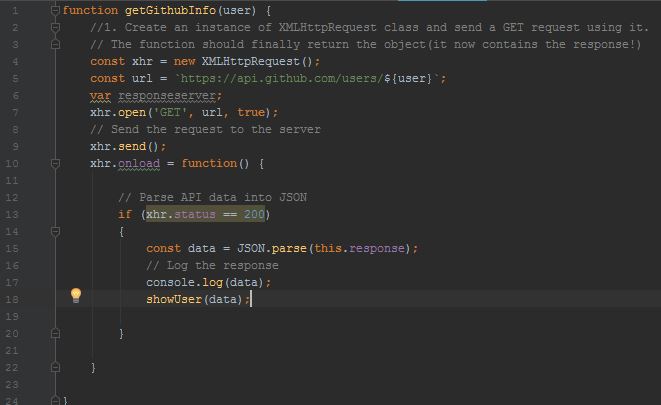 1 function getGithubInfo(user) {
2 //1. Create an instance of XMLHttpRequest class and send a GET request using it.
3 // The function should finally return the object(it now contains the response!)
4 const xhr = new XMLHttpRequest();
5 const url = `https://api.github.com/users/${user}`;
6 var responseserver;
7 xhr.open('GET', url, true);
8 // Send the request to the server
9 xhr.send();
10 xhr.onload = function() {
11
12 // Parse API data into JSON
13 if (xhr.status == 200)
14 {
15 const data = JSON.parse(this.response);
16 // Log the response
17 console.log(data);
18 showUser(data);
19
20 }
21
22 }
23
24 }